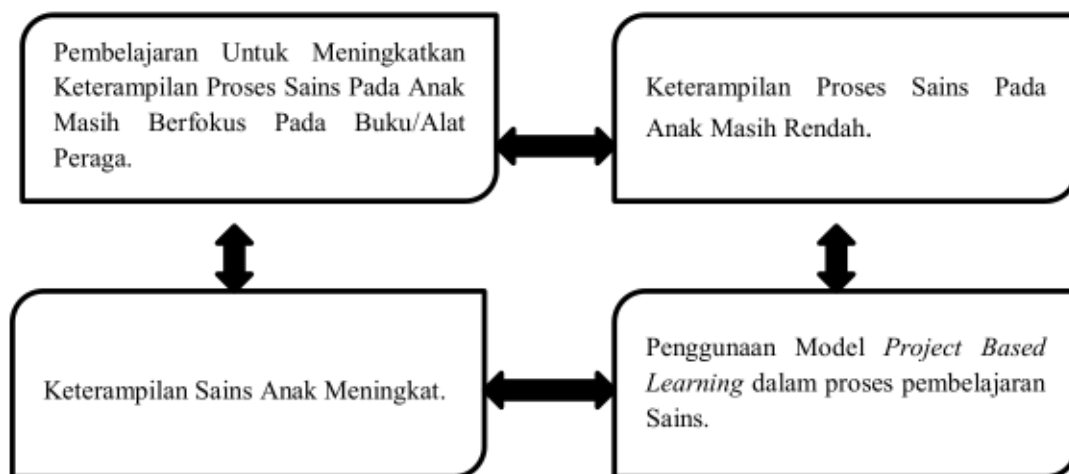 Pembelajaran Untuk Meningkatkan
Keterampilan Proses Sains Pada Anak
Masih Berfokus Pada Buku/Alat
Peraga.
Keterampilan Proses Sains Pada
Anak Masih Rendah.
Keterampilan Sains Anak Meningkat.
Penggunaan Model Project Based
Learning dalam proses pembelajaran
Sains.